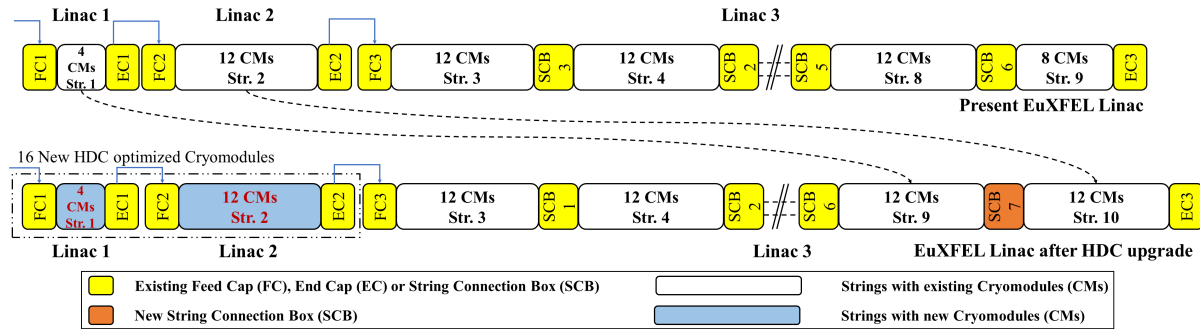 Linac 1
Linac 2
Linac 3
FC1
4
CMs
Str. 1
EC1
FC2
12 CMs
Str. 2
EC2
FC3
12 CMs
Str. 3
SCB
3
12 CMs
Str. 4
SCB
2
SCB
5
12 CMs
Str. 8
SCB
6
8 CMs
Str. 9
EC3
Present EuXFEL Linac
16 New HDC optimized Cryomodules
FC1
4
CMs
Str. 1
EC1
FC2
12 CMs
Str. 2
EC2
FC3
12 CMs
Str. 3
SCB
1
12 CMs
Str. 4
SCB
2
SCB
6
12 CMs
Str. 9
SCB
7
12 CMs
Str. 10
EC3
Linac 1
Linac 2
Linac 3
EuXFEL Linac after HDC upgrade
Existing Feed Cap (FC), End Cap (EC) or String Connection Box (SCB)
Strings with existing Cryomodules (CMs)
New String Connection Box (SCB)
Strings with new Cryomodules (CMs)